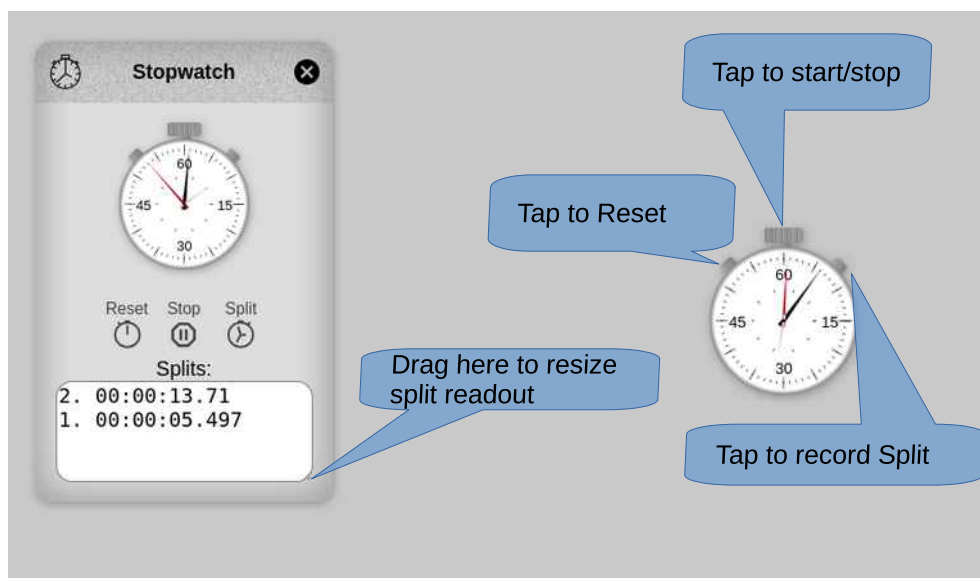 Stopwatch
60
45
15
30
Reset Stop Split
Splits:
2. 00:00:13.71
1. 00:00:05.497
Tap to start/stop
Tap to Reset
60
45
15
30
Drag here to resize
split readout
Tap to record Split